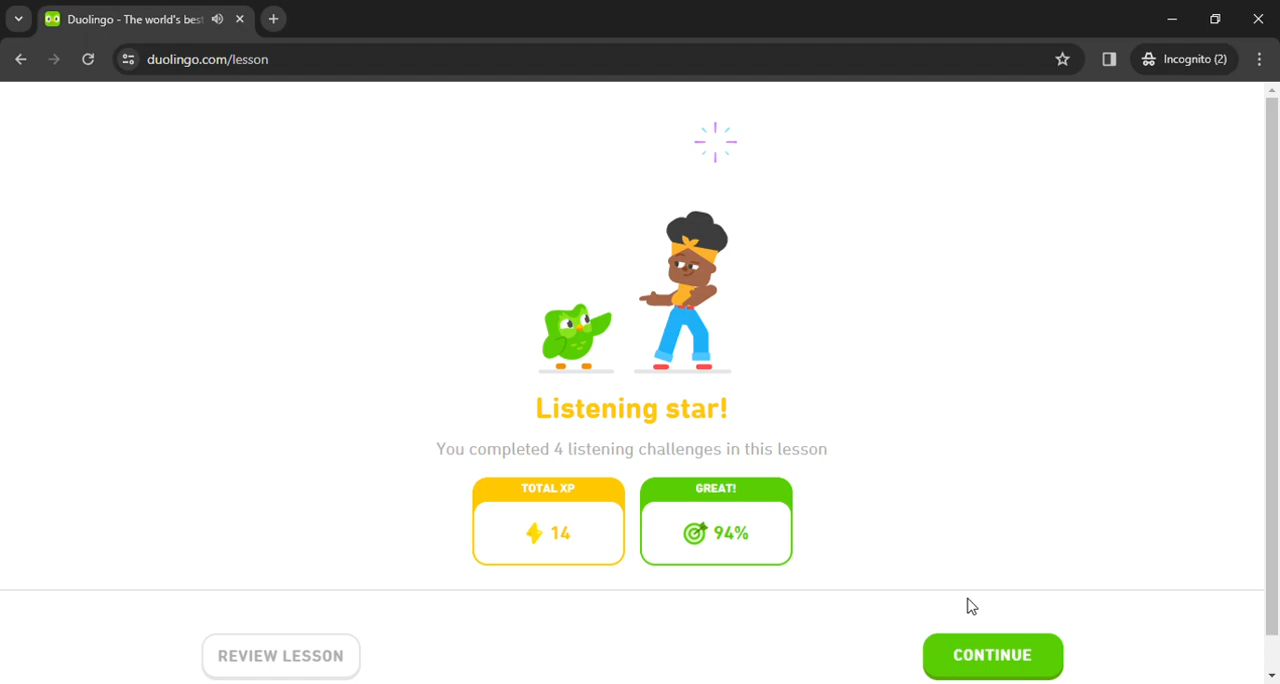 Duolingo - The world's best
duolingo.com/lesson
Incognito (2)
Listening star!
You completed 4 listening challenges in this lesson
TOTAL XP
14
GREAT!
94%
REVIEW LESSON
CONTINUE